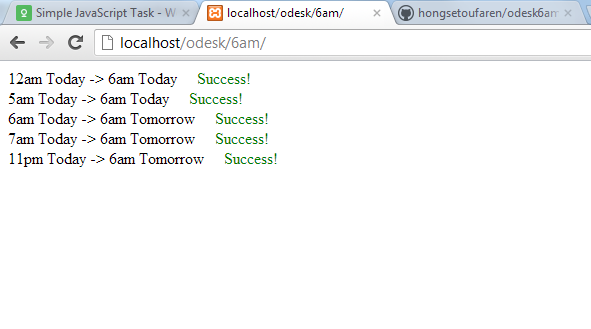 Simple JavaScript Task - W
localhost/odesk/6am/
hongsetoufaren/odesk6am
localhost/odesk/6am/
12am Today -> 6am Today Success!
5am Today -> 6am Today Success!
6am Today -> 6am Tomorrow Success!
7am Today -> 6am Tomorrow Success!
11pm Today -> 6am Tomorrow Success!